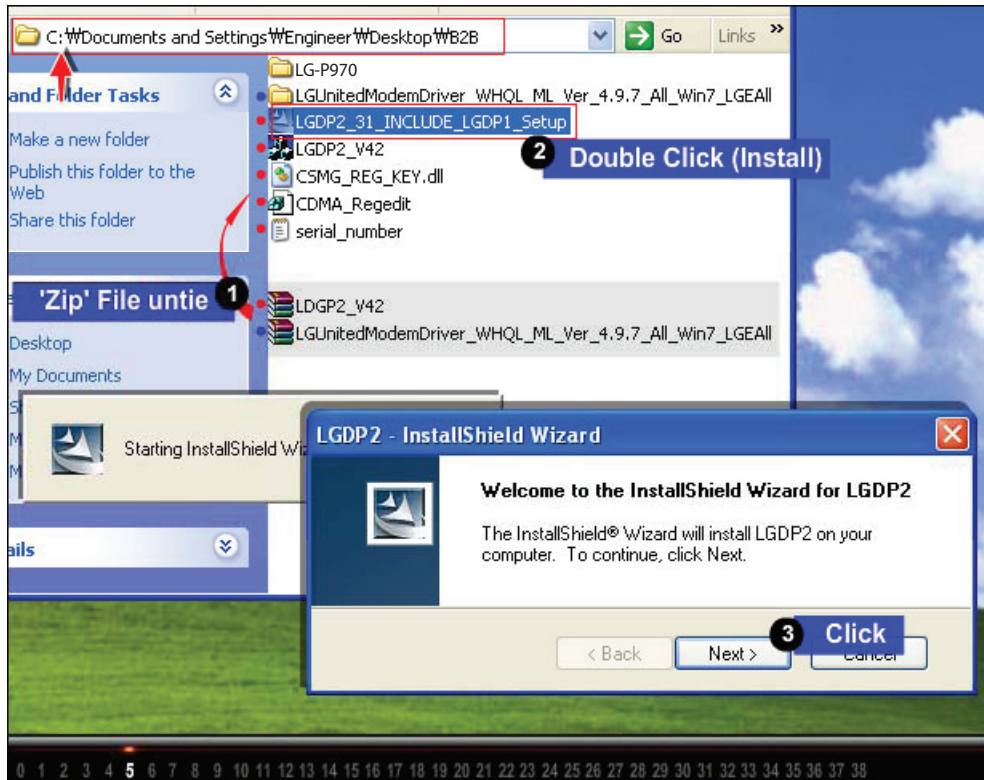 C:₩Documents and Settings₩Engineer₩Desktop₩B2B
Go
Links »
and F lder Tasks
Make a new folder
Publish this folder to the
Web
Share this folder
LG-P970
LGUnitedModemDriver_WHQL_ML_Ver_4.9.7_All_Win7_LGEAll
LGDP2_31_INCLUDE_LGDP1_Setup
LGDP2_V42
CSMG_REG_KEY.dll
CDMA_Regedit
serial_number
2 Double Click (Install)
'Zip' File untie 1
LDGP2_V42
LGUnitedModemDriver_WHQL_ML_Ver_4.9.7_All_Win7_LGEAll
Desktop
My Documents
S
M
M
ails
Starting InstallShield Wi
LGDP2 - InstallShield Wizard
Welcome to the InstallShield Wizard for LGDP2
The InstallShield® Wizard will install LGDP2 on your
computer. To continue, click Next.
< Back
Next >
Cancel
3 Click
0 1 2 3 4 5 6 7 8 9 10 11 12 13 14 15 16 17 18 19 20 21 22 23 24 25 26 27 28 29 30 31 32 33 34 35 36 37 38